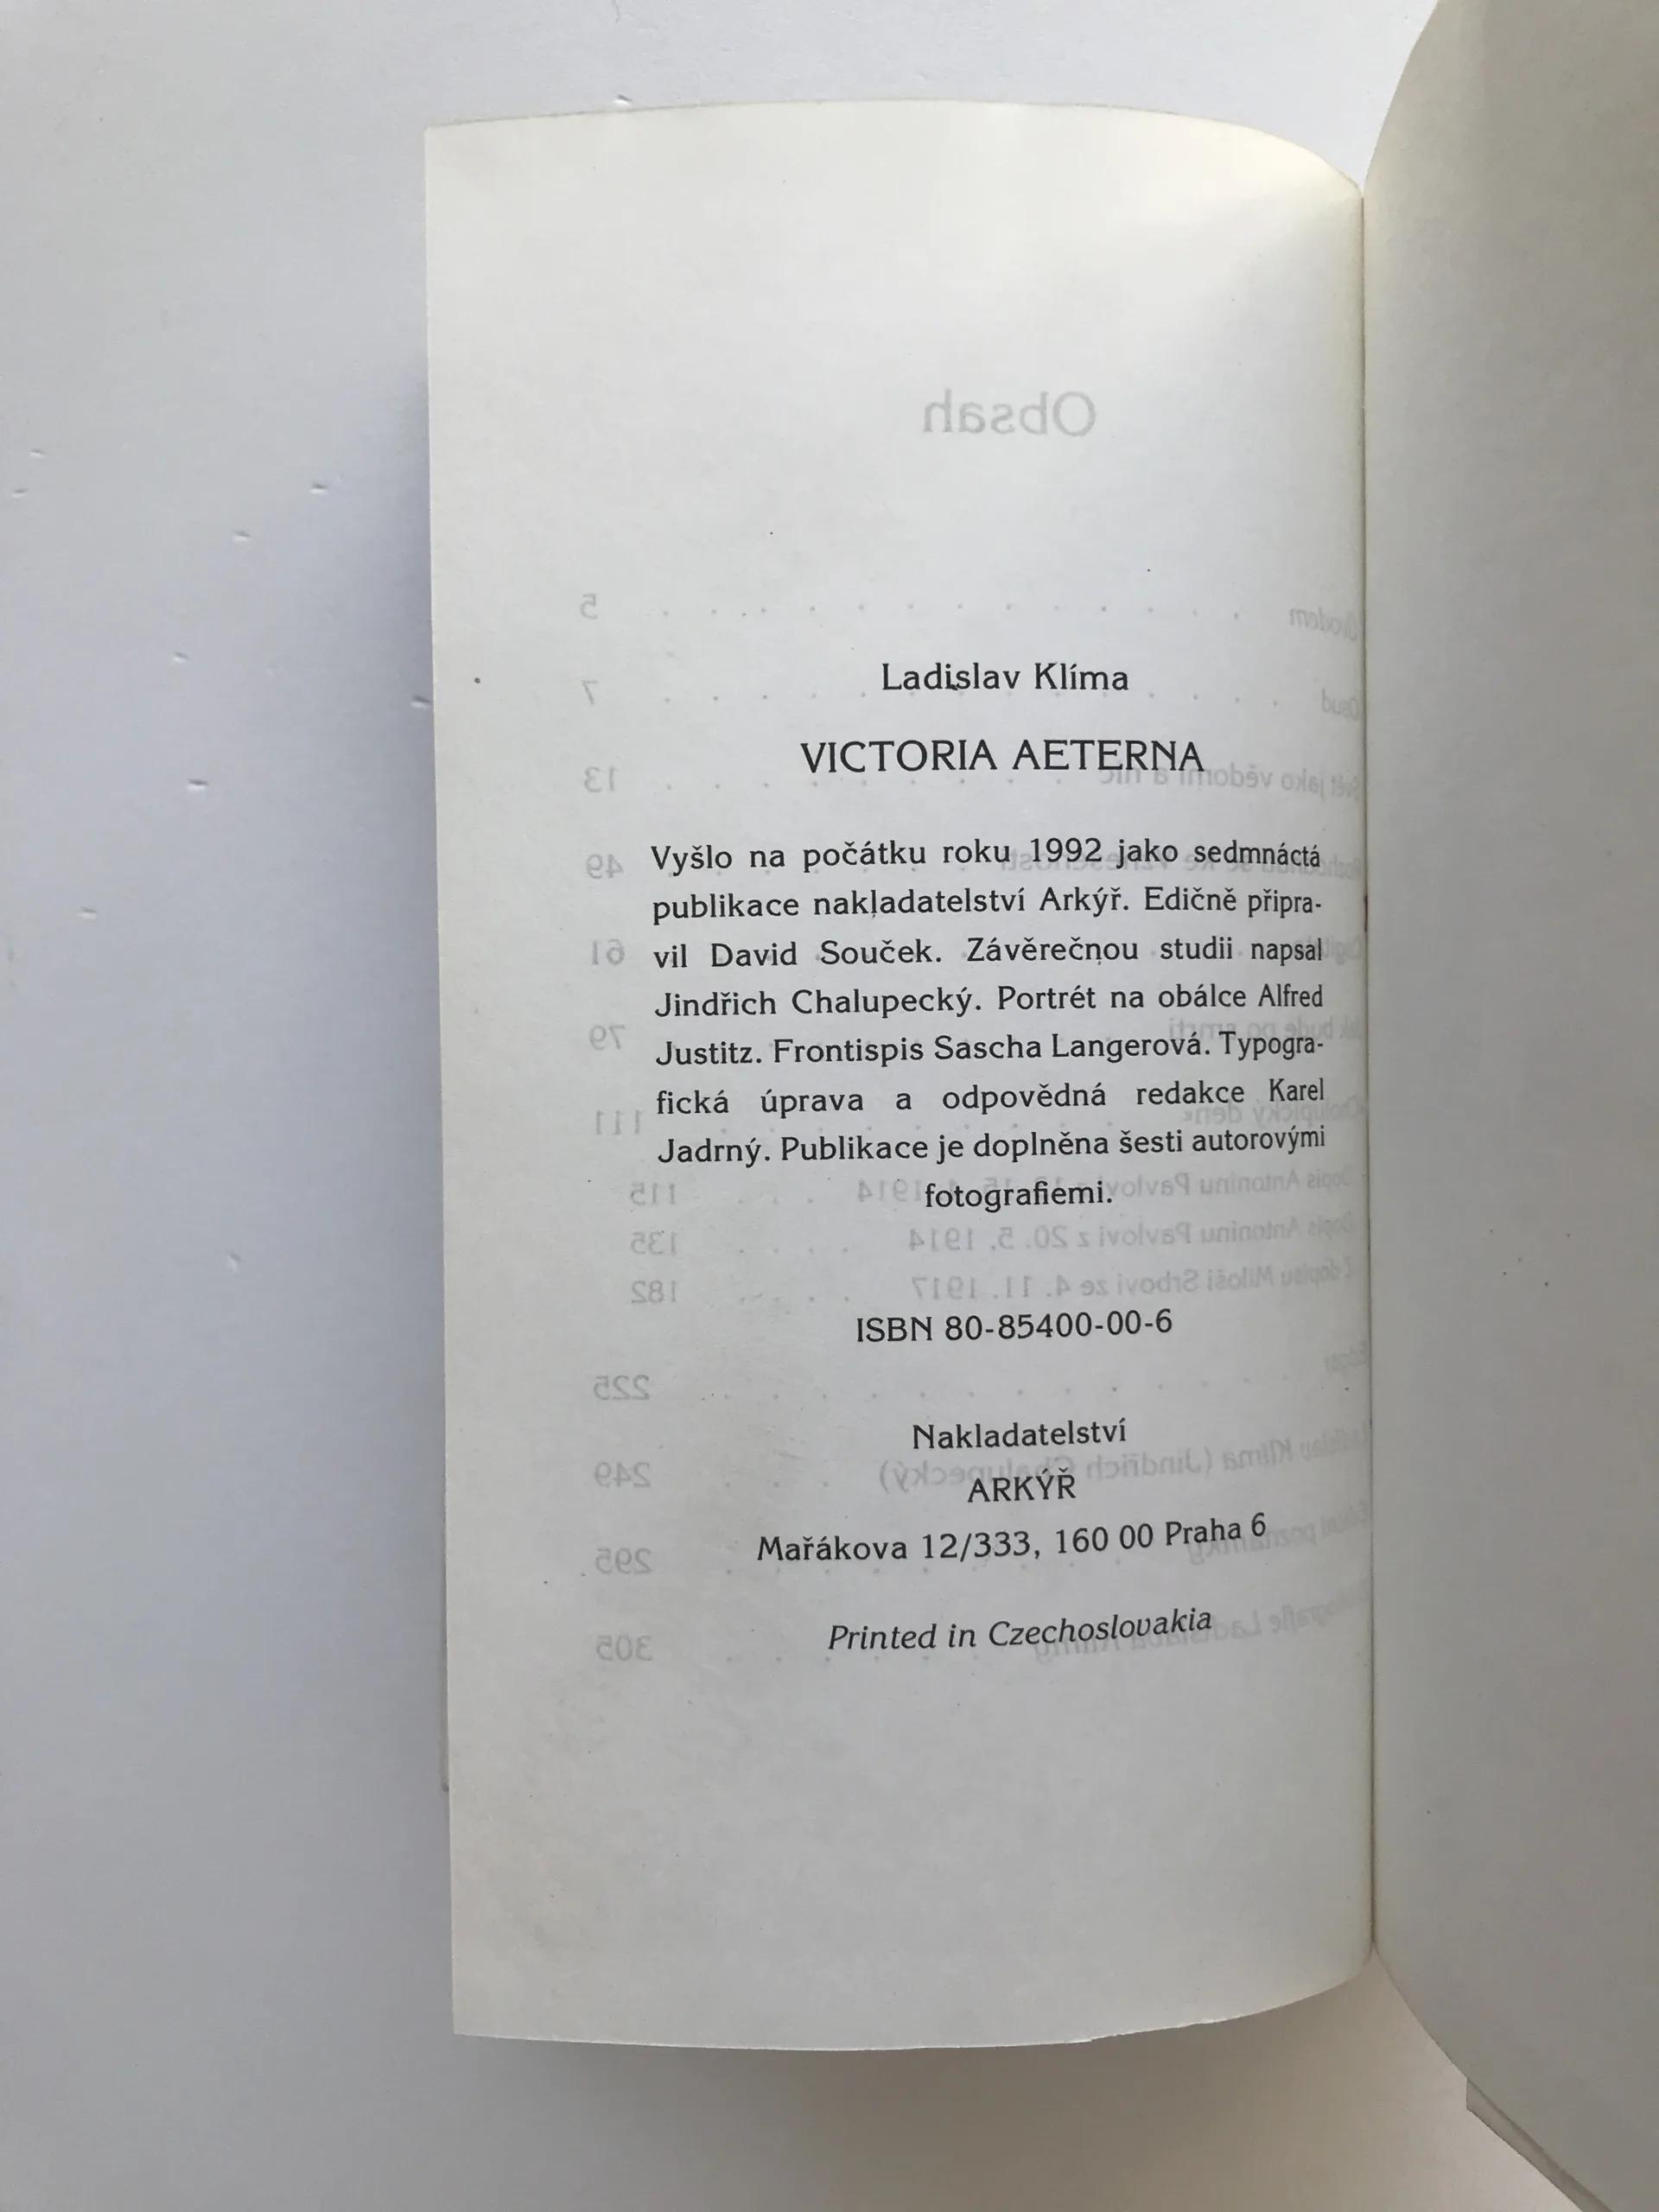 Ladislav Klíma
VICTORIA AETERNA
Vyšlo na počátku roku 1992 jako sedmnáctá
publikace nakladatelství Arkýř. Edičně připra-
vil David Souček. Závěrečnou studii napsal
Jindřich Chalupecký. Portrét na obálce Alfred
Justitz. Frontispis Sascha Langerová. Typogra-
fická úprava a odpovědná redakce Karel
Jadrný. Publikace je doplněna šesti autorovými
fotografiemi.
ISBN 80-85400-00-6
Nakladatelství
ARKÝŘ
Mařákova 12/333, 160 00 Praha 6
Printed in Czechoslovakia